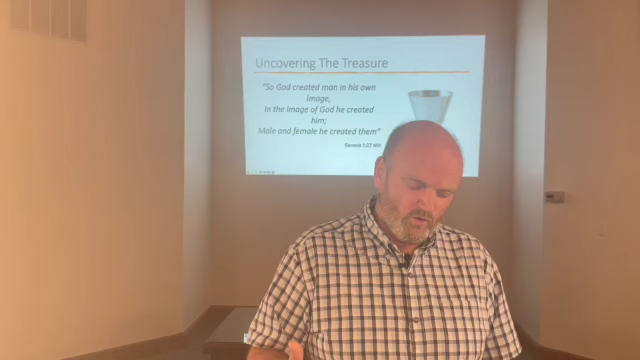 Uncovering The Treasure
"So God created man in his own
image,
In the image of God he created
him;
Male and female he created them"
Genesis 1:27 NIV